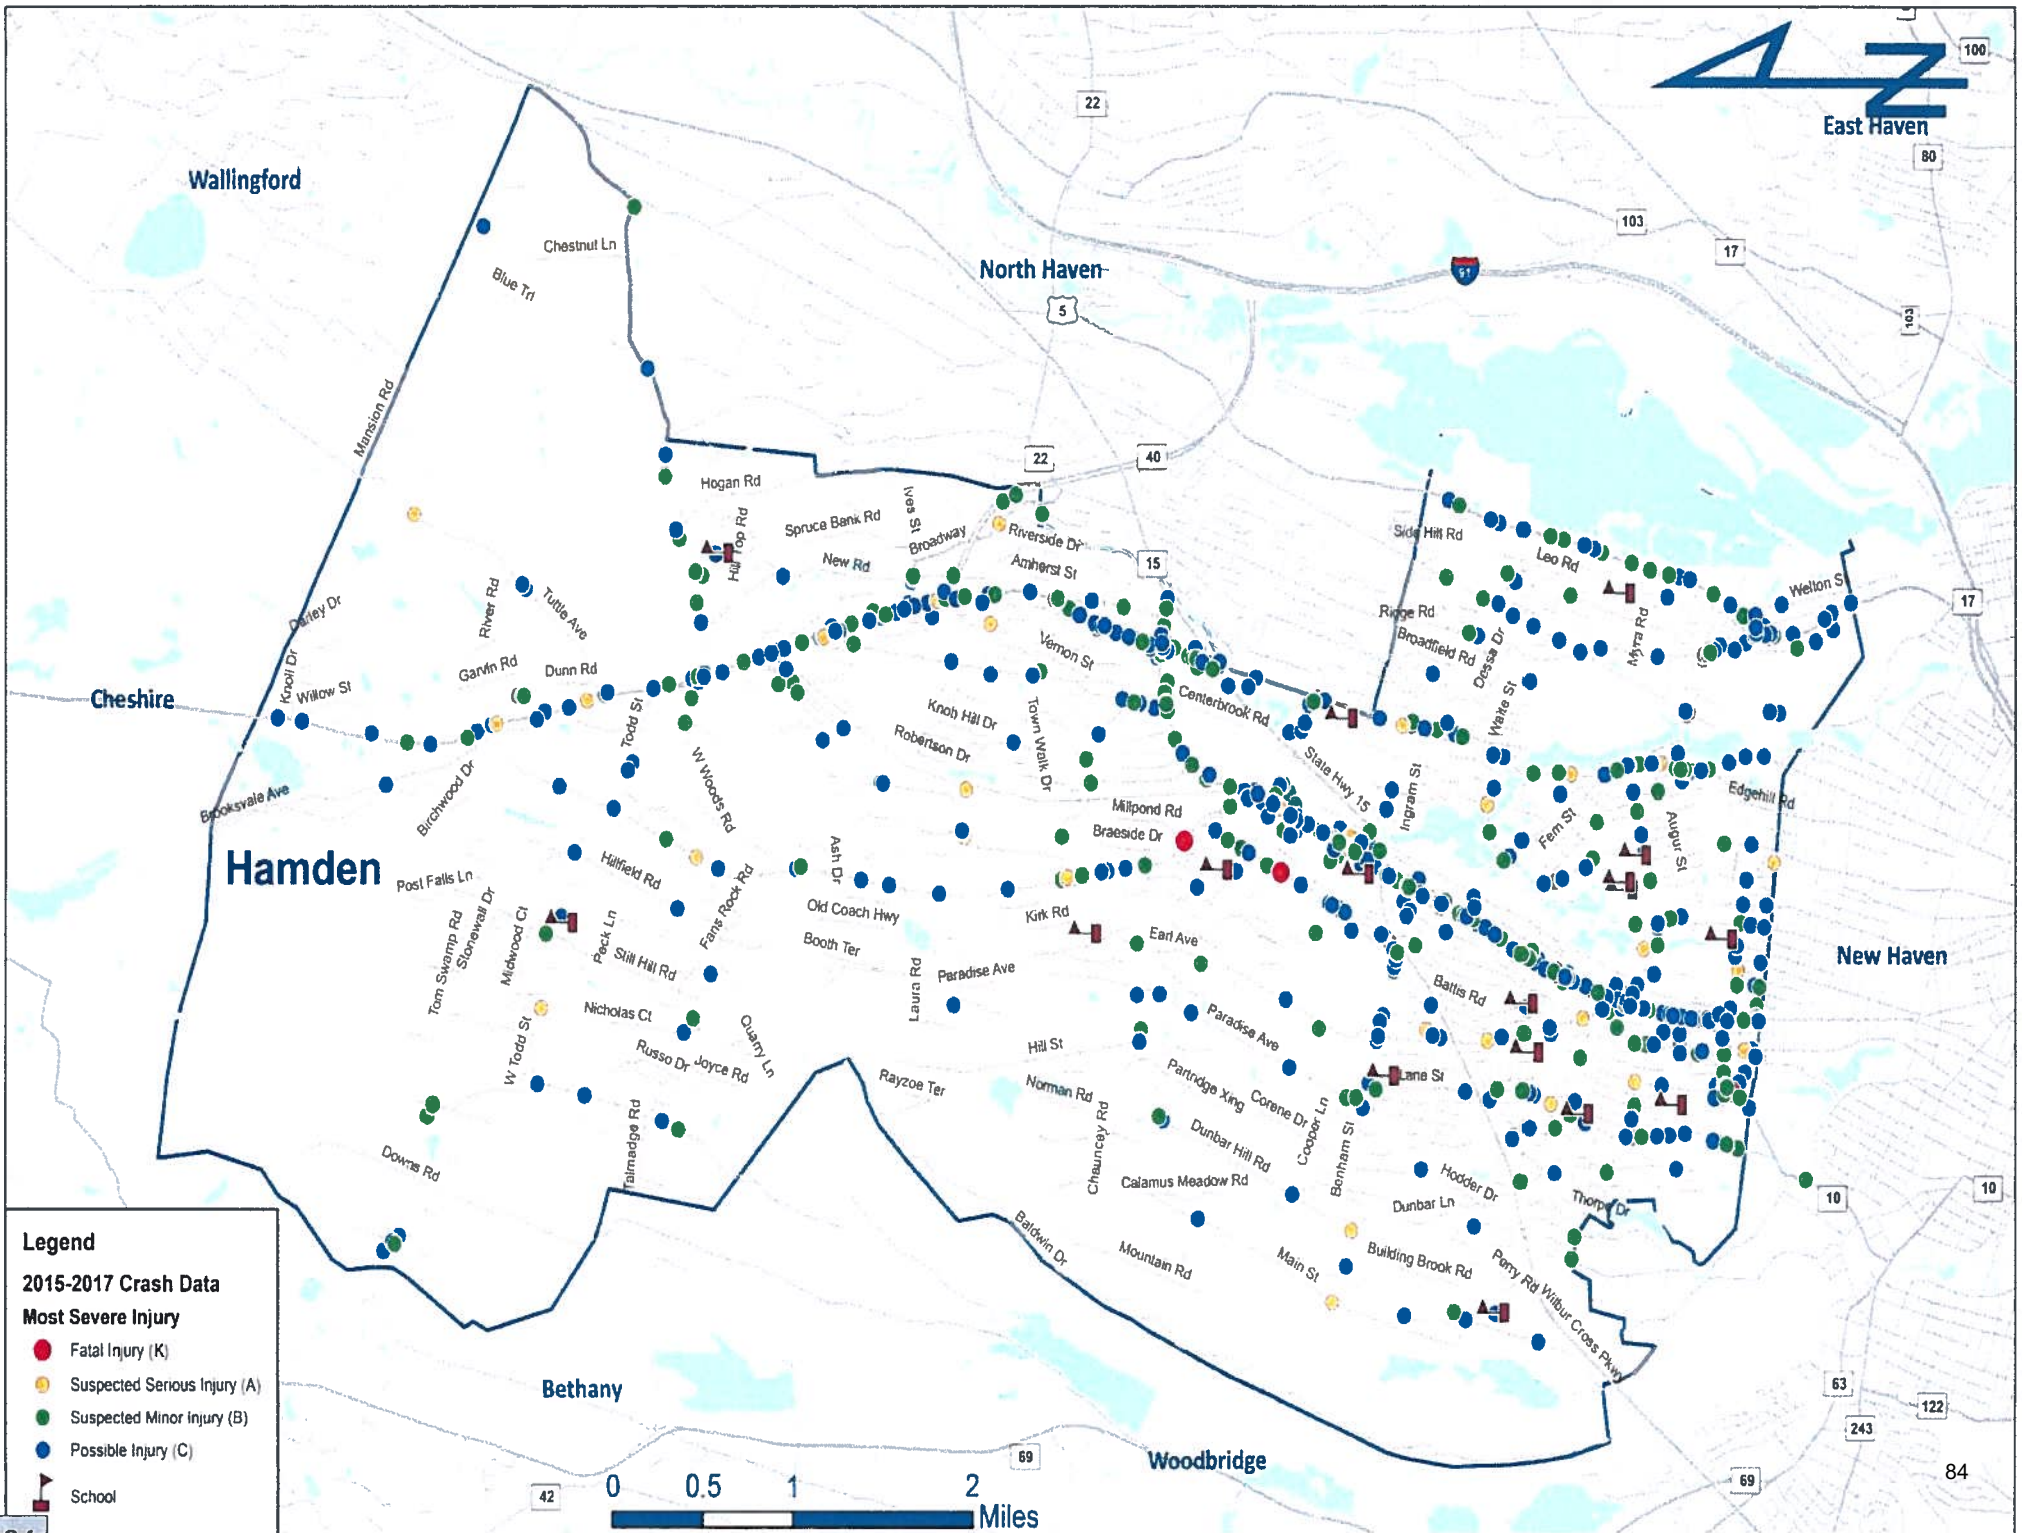 100
22
East Haven
80
Wallingford
103
17
Chestnut Ln
North Haven
91
Blue Trl
5
103
Mansion Rd
22
40
Hogan Rd
Ives St
Hill Top Rd
Spruce Bank Rd
Broadway
Riverside Dr
Side Hill Rd
Leo Rd
New Rd
Amherst St
15
Welton S
17
Darley Dr
River Rd
Tuttle Ave
Ridge Rd
Broadfield Rd
Dessa Dr
Myra Rd
Vernon St
Knoll Dr
Garvin Rd
Dunn Rd
Cheshire
Willow St
Todd St
Knob Hill Dr
Town Walk Dr
Centerbrook Rd
Waite St
Robertson Dr
W Woods Rd
State Hwy 15
Ingram St
Brooksvale Ave
Birchwood Dr
Millpond Rd
Edgehill Rd
Braeside Dr
Fern St
Augur St
Hamden
Post Falls Ln
Hillfield Rd
Ash Dr
Fans Rock Rd
Old Coach Hwy
Kirk Rd
Tom Swamp Rd
Stonewall Dr
Midwood Ct
Peck Ln
Still Hill Rd
Booth Ter
Earl Ave
New Haven
Laura Rd
Paradise Ave
Battis Rd
Nicholas Ct
Quarry Ln
Paradise Ave
W Todd St
Russo Dr
Joyce Rd
Hill St
Rayzoe Ter
Norman Rd
Partridge Xing
Corene Dr
Lane St
Talmadge Rd
Chauncey Rd
Dunbar Hill Rd
Cooper Ln
Benham St
Downs Rd
Calamus Meadow Rd
Hodder Dr
Dunbar Ln
Thorpe Dr
10
10
Baldwin Dr
Mountain Rd
Main St
Building Brook Rd
Perry Rd
Wilbur Cross Pkwy
Legend
2015-2017 Crash Data
Most Severe Injury
Fatal Injury (K)
Suspected Serious Injury (A)
Suspected Minor Injury (B)
Possible Injury (C)
School
Bethany
63
122
243
69
Woodbridge
69
84
42
0 0.5 1 2
Miles